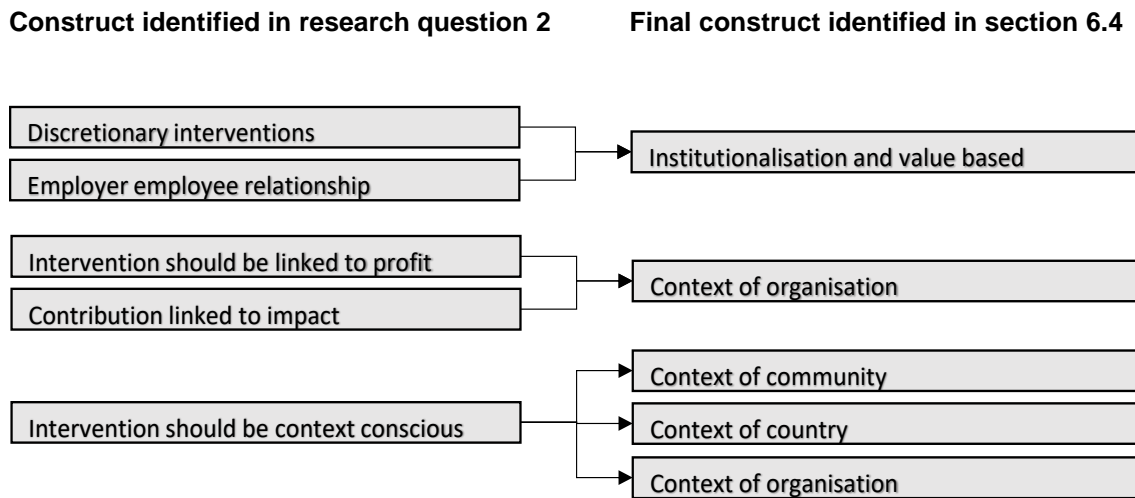 Construct identified in research question 2
Final construct identified in section 6.4
Discretionary interventions
Employer employee relationship
Institutionalisation and value based
Intervention should be linked to profit
Contribution linked to impact
Context of organisation
Intervention should be context conscious
Context of community
Context of country
Context of organisation